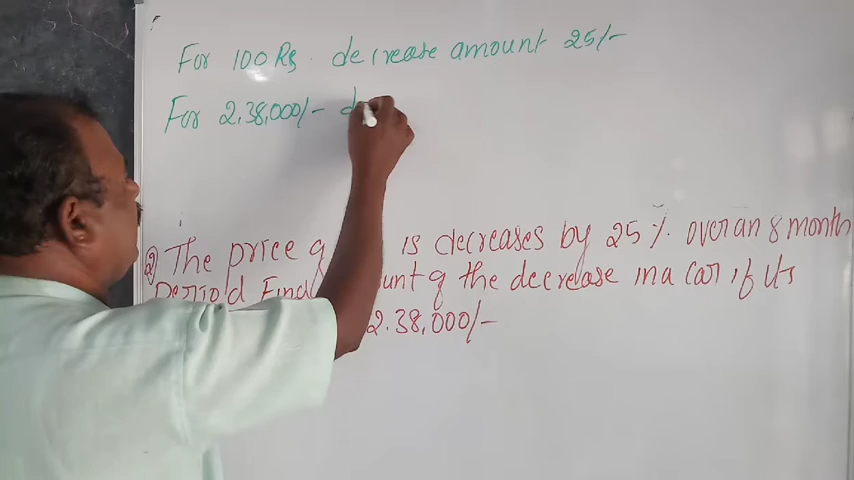 For 100 Rs. decrease amount 25/-
For 2,38,000/- d
2) The price is decreases by 25 %. over an 8 month
Period Find unt of the decrease in a car if its
2.38,000/-